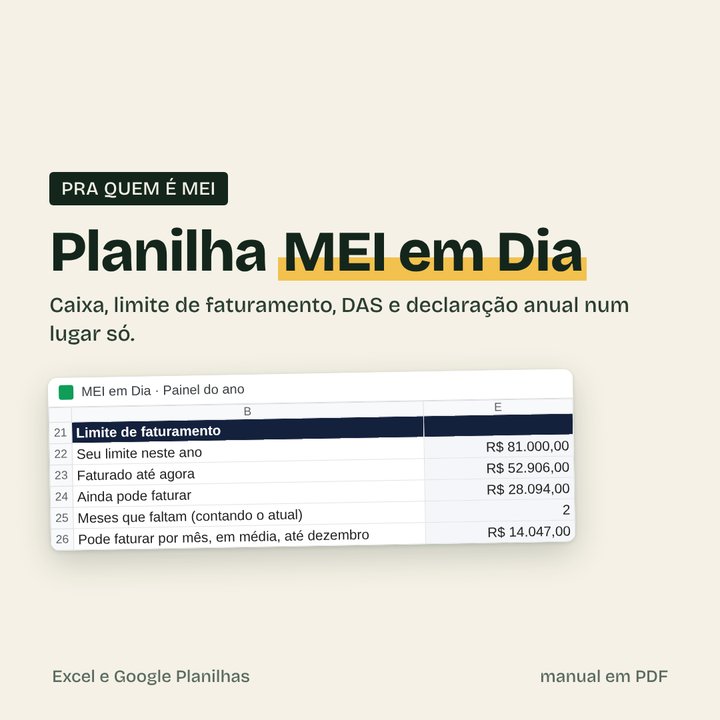 PRA QUEM É MEI
Planilha MEI em Dia
Caixa, limite de faturamento, DAS e declaração anual num
lugar só.
MEI em Dia · Painel do ano
B E
21 Limite de faturamento
22 Seu limite neste ano R$ 81.000,00
23 Faturado até agora R$ 52.906,00
24 Ainda pode faturar R$ 28.094,00
25 Meses que faltam (contando o atual) 2
26 Pode faturar por mês, em média, até dezembro R$ 14.047,00
Excel e Google Planilhas manual em PDF